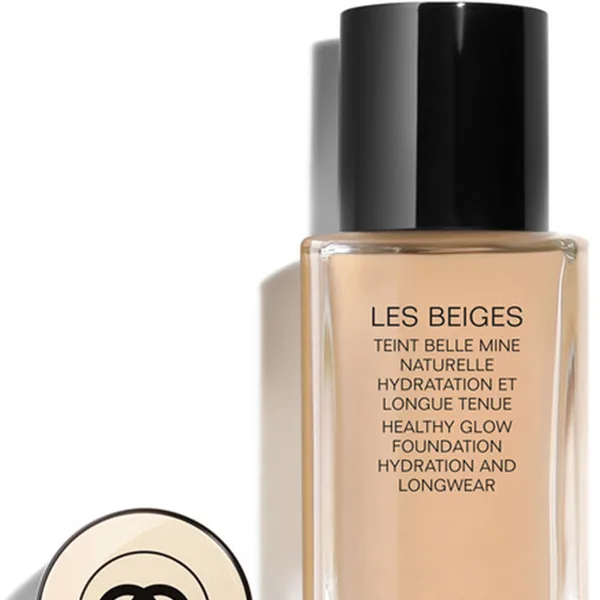 LES BEIGES
TEINT BELLE MINE
NATURELLE
HYDRATATION ET
LONGUE TENUE
HEALTHY GLOW
FOUNDATION
HYDRATION AND
LONGWEAR